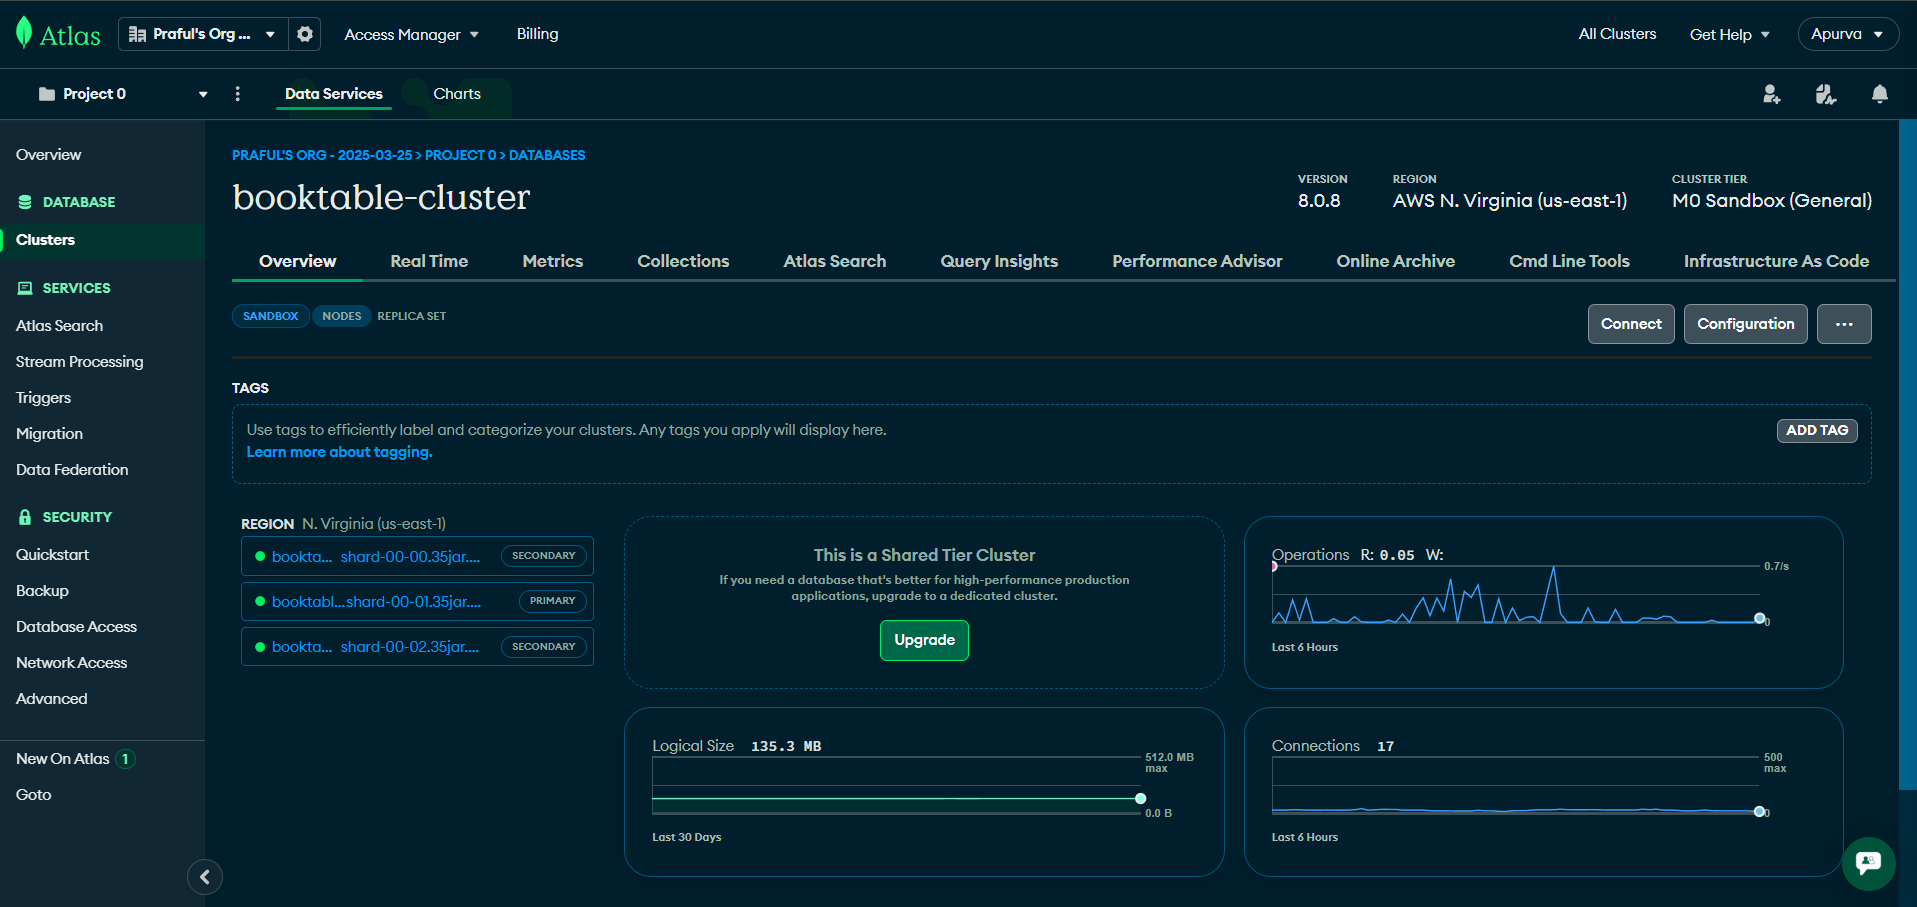 Atlas
Praful's Org ...
Access Manager
Billing
All Clusters
Get Help
Apurva
Project 0
Data Services
Charts
Overview
DATABASE
Clusters
SERVICES
Atlas Search
Stream Processing
Triggers
Migration
Data Federation
SECURITY
Quickstart
Backup
Database Access
Network Access
Advanced
New On Atlas 1
Goto
PRAFUL'S ORG - 2025-03-25 > PROJECT 0 > DATABASES
booktable-cluster
VERSION
8.0.8
REGION
AWS N. Virginia (us-east-1)
CLUSTER TIER
M0 Sandbox (General)
Overview
Real Time
Metrics
Collections
Atlas Search
Query Insights
Performance Advisor
Online Archive
Cmd Line Tools
Infrastructure As Code
SANDBOX
NODES
REPLICA SET
Connect
Configuration
...
TAGS
Use tags to efficiently label and categorize your clusters. Any tags you apply will display here.
Learn more about tagging.
ADD TAG
REGION N. Virginia (us-east-1)
bookta... shard-00-00.35jar.... SECONDARY
booktabl...shard-00-01.35jar.... PRIMARY
bookta... shard-00-02.35jar.... SECONDARY
This is a Shared Tier Cluster
If you need a database that's better for high-performance production
applications, upgrade to a dedicated cluster.
Upgrade
Operations R: 0.05 W:
0.7/s
0
Last 6 Hours
Logical Size 135.3 MB
512.0 MB
max
0.0 B
Last 30 Days
Connections 17
500
max
0
Last 6 Hours